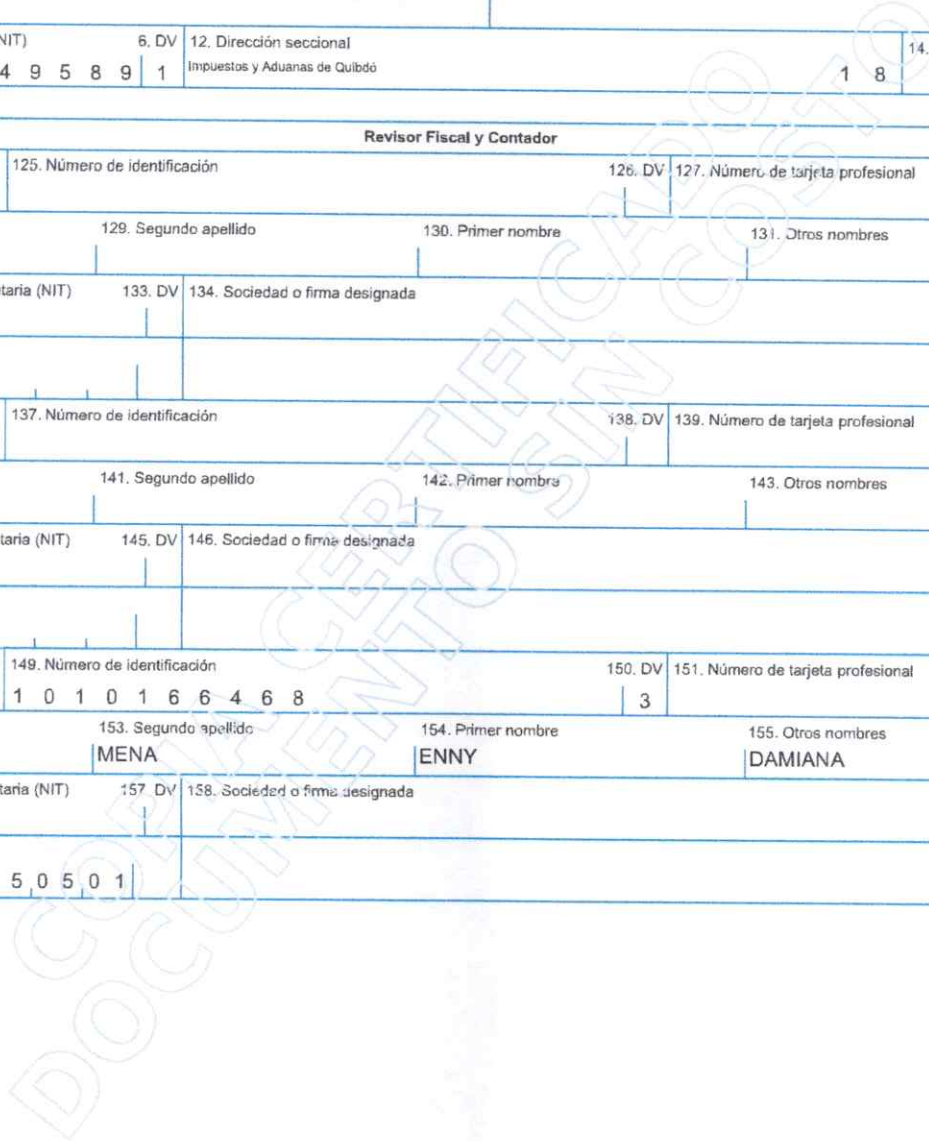 NIT) 6. DV 12. Dirección seccional 14.
4 9 5 8 9 1 Impuestos y Aduanas de Quibdó 1 8
Revisor Fiscal y Contador
125. Número de identificación 126. DV 127. Número de tarjeta profesional
129. Segundo apellido 130. Primer nombre 131. Otros nombres
taria (NIT) 133. DV 134. Sociedad o firma designada
137. Número de identificación 138. DV 139. Número de tarjeta profesional
141. Segundo apellido 142. Primer nombre 143. Otros nombres
taria (NIT) 145. DV 146. Sociedad o firma designada
149. Número de identificación 150. DV 151. Número de tarjeta profesional
1 0 1 0 1 6 6 4 6 8 3
153. Segundo apellido 154. Primer nombre 155. Otros nombres
MENA ENNY DAMIANA
taria (NIT) 157. DV 158. Sociedad o firma designada
5 0 5 0 1
COPIA CERTIFICADO
DOCUMENTO SIN COSTO